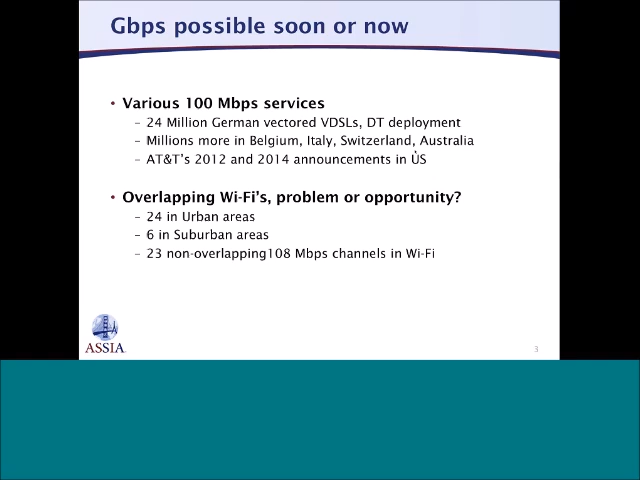 Gbps possible soon or now
• Various 100 Mbps services
– 24 Million German vectored VDSLs, DT deployment
– Millions more in Belgium, Italy, Switzerland, Australia
– AT&T's 2012 and 2014 announcements in US
• Overlapping Wi-Fi's, problem or opportunity?
– 24 in Urban areas
– 6 in Suburban areas
– 23 non-overlapping108 Mbps channels in Wi-Fi
ASSIA
3